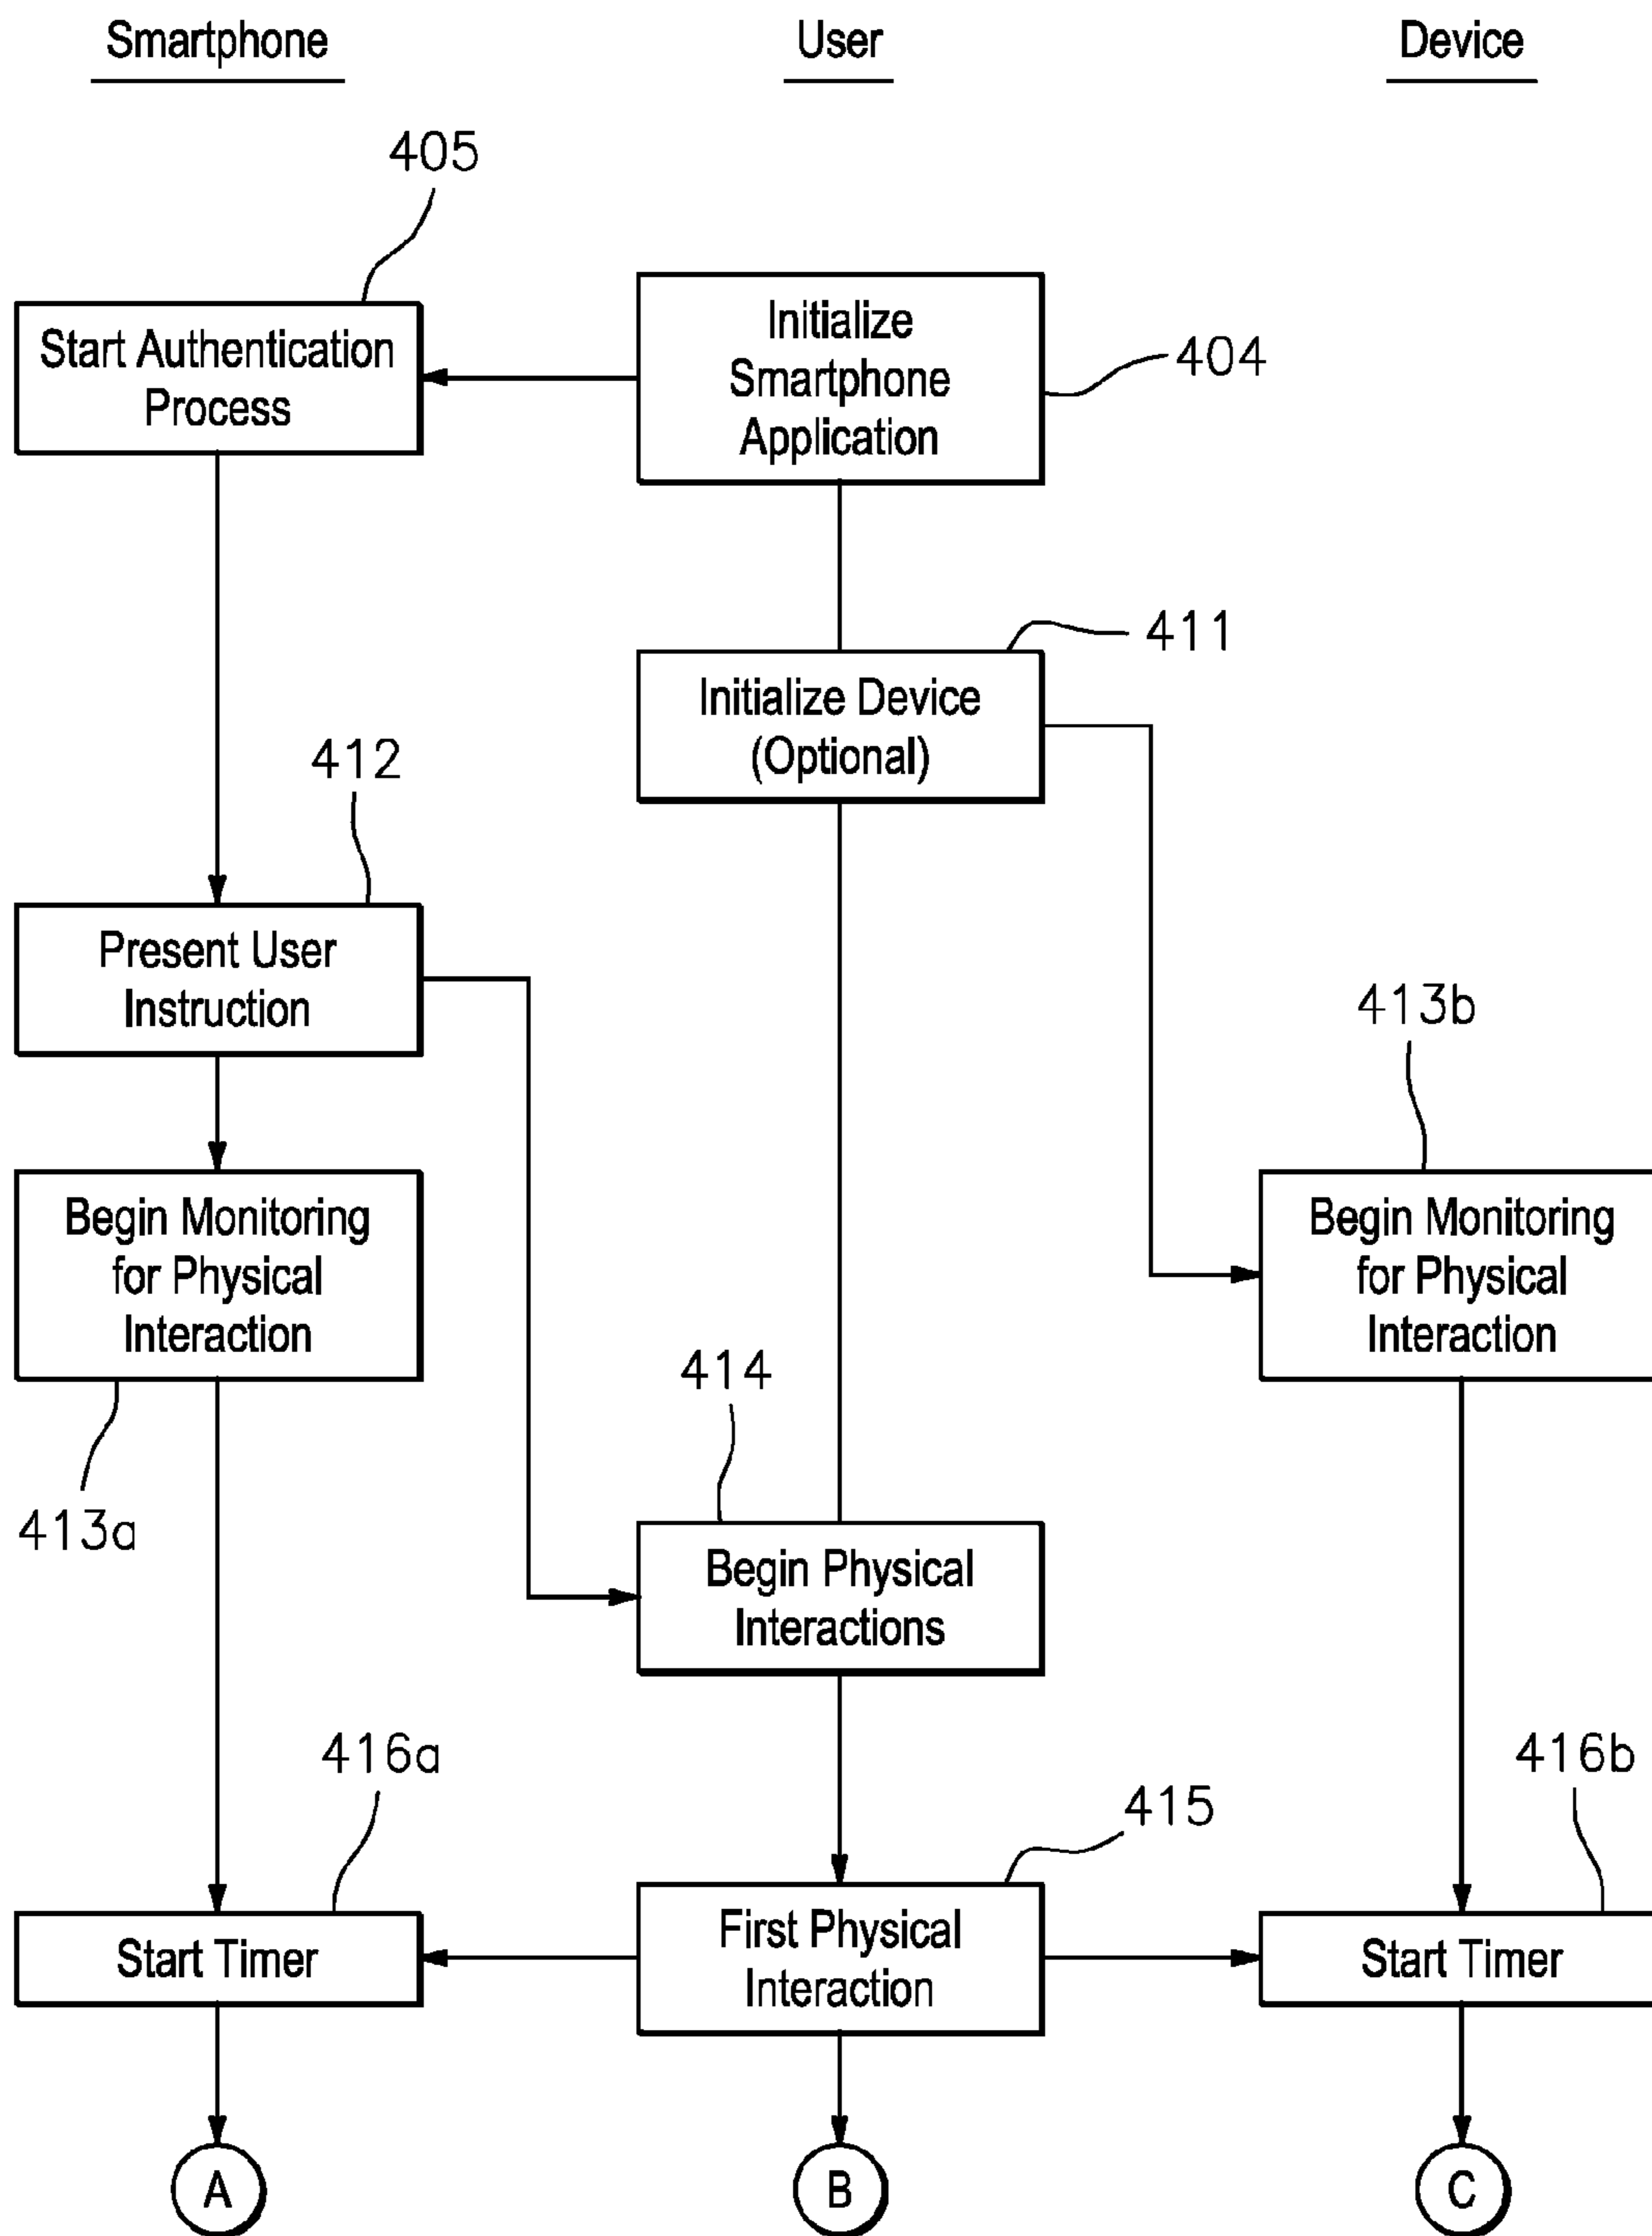 Smartphone
User
Device
405
Start Authentication
Process
Initialize
Smartphone
Application
404
411
Initialize Device
(Optional)
412
Present User
Instruction
413b
Begin Monitoring
for Physical
Interaction
413a
Begin Monitoring
for Physical
Interaction
414
Begin Physical
Interactions
416a
415
416b
Start Timer
First Physical
Interaction
Start Timer
A
B
C